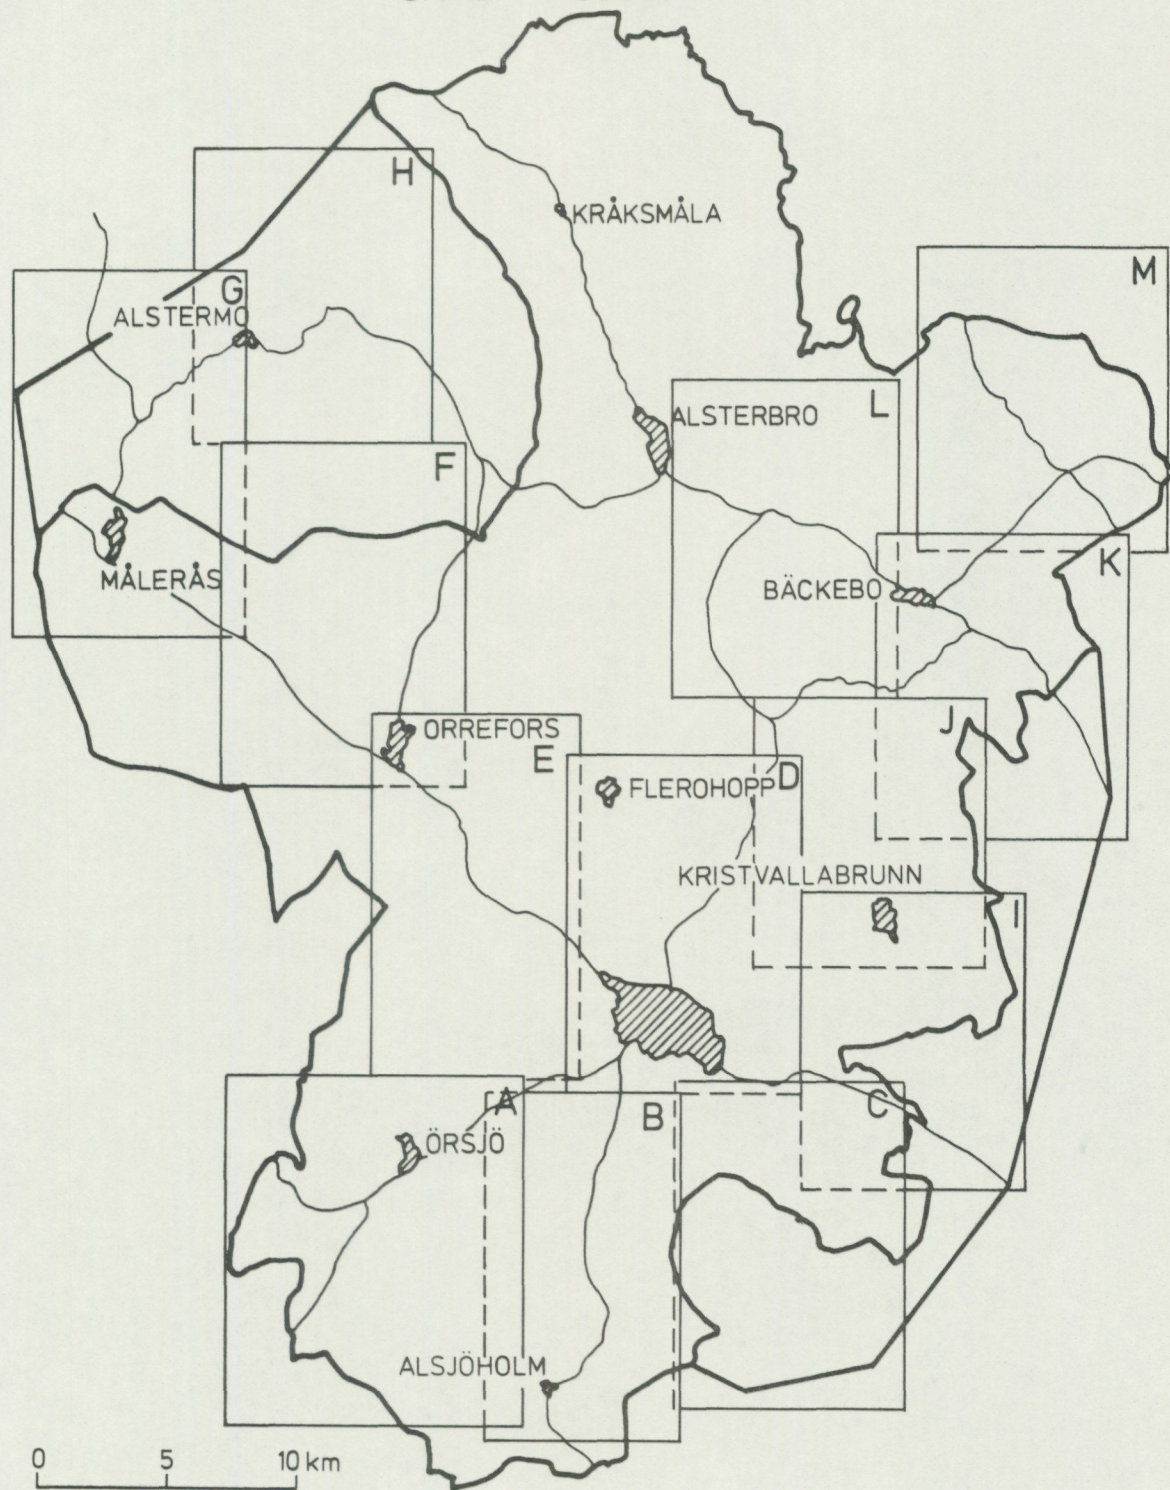 H
KRÅKSMÅLA
M
G
ALSTERMO
L
ALSTERBRO
F
K
MÅLERÅS
BÄCKEBO
J
ORREFORS
E
D
FLEROHOPP
KRISTVALLABRUNN
I
A
B
C
ÖRSJÖ
ALSJÖHOLM
0 5 10 km